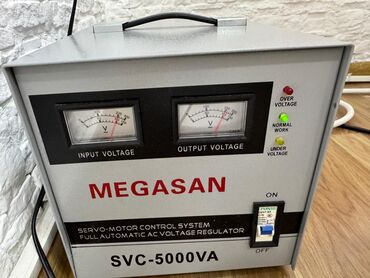 V
V
INPUT VOLTAGE
OUTPUT VOLTAGE
OVER
VOLTAGE
NORMAL
WORK
UNDER
VOLTAGE
MEGASAN
ON
SERVO-MOTOR CONTROL SYSTEM
FULL AUTOMATIC AC VOLTAGE REGULATOR
SVC-5000VA